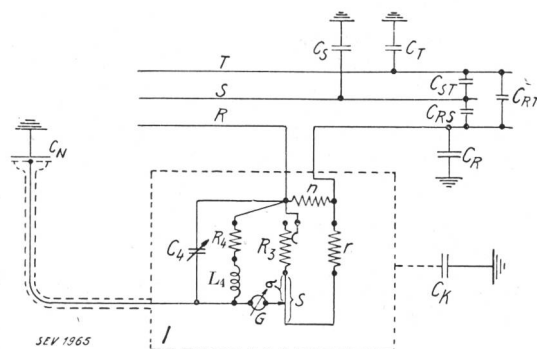 C_S
C_T
T
C_ST
S
C_RS
C_RT
R
C_N
C_R
n
C_4
R_4
R_3
r
L_4
a
S
G
C_K
I
SEV 1965